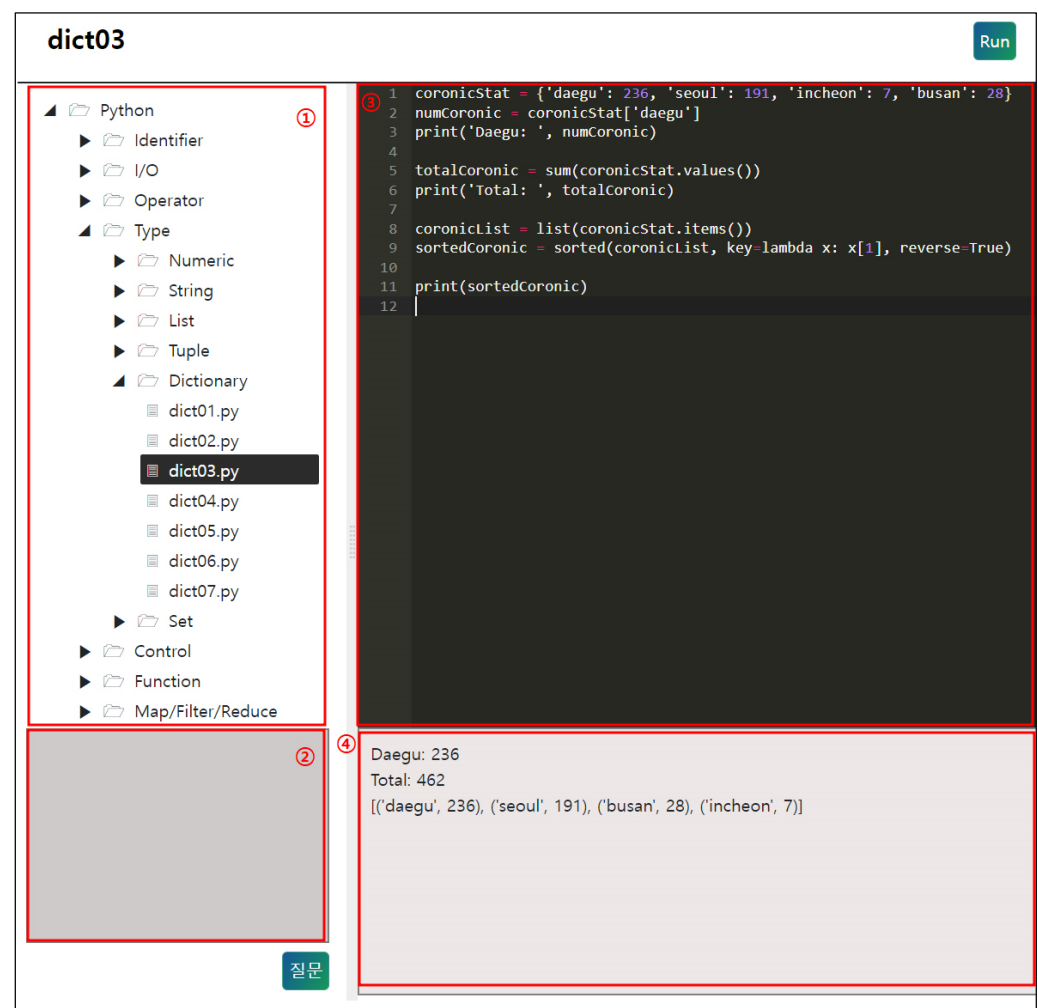 dict03
Run
①
Python
Identifier
I/O
Operator
Type
Numeric
String
List
Tuple
Dictionary
dict01.py
dict02.py
dict03.py
dict04.py
dict05.py
dict06.py
dict07.py
Set
Control
Function
Map/Filter/Reduce
②
질문
③
1 coronicStat = {'daegu': 236, 'seoul': 191, 'incheon': 7, 'busan': 28}
2 numCoronic = coronicStat['daegu']
3 print('Daegu: ', numCoronic)
4
5 totalCoronic = sum(coronicStat.values())
6 print('Total: ', totalCoronic)
7
8 coronicList = list(coronicStat.items())
9 sortedCoronic = sorted(coronicList, key=lambda x: x[1], reverse=True)
10
11 print(sortedCoronic)
12
④
Daegu: 236
Total: 462
[('daegu', 236), ('seoul', 191), ('busan', 28), ('incheon', 7)]